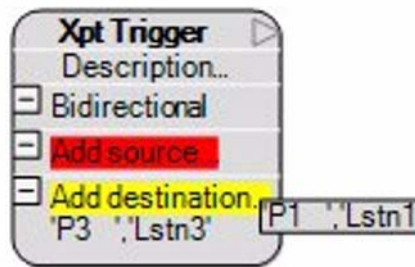 Xpt Trigger
Description...
Bidirectional
Add source...
Add destination...
'P3 ','Lstn3'
'P1 ','Lstn1